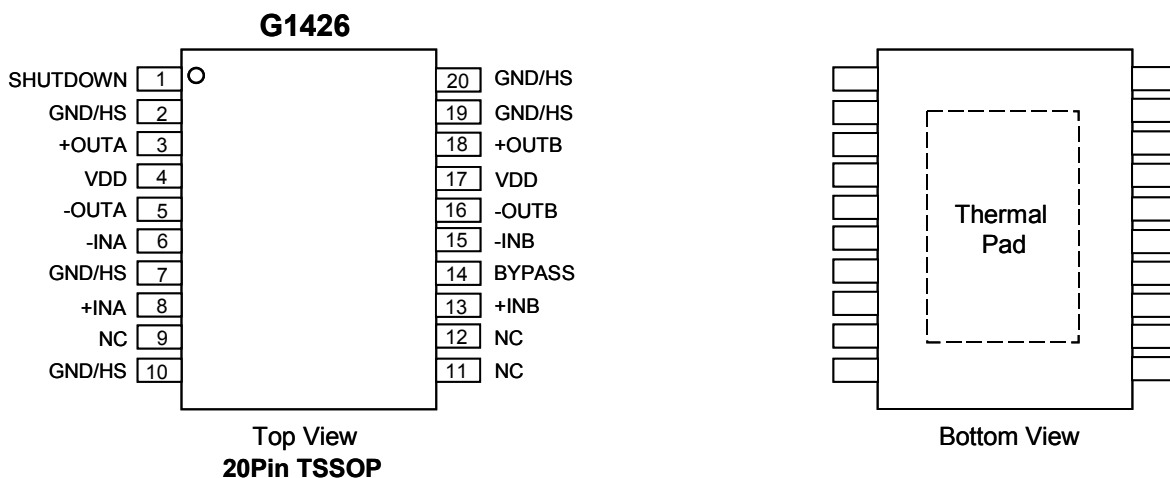 G1426
SHUTDOWN 1 20 GND/HS
GND/HS 2 19 GND/HS
+OUTA 3 18 +OUTB
VDD 4 17 VDD
-OUTA 5 16 -OUTB
-INA 6 15 -INB
GND/HS 7 14 BYPASS
+INA 8 13 +INB
NC 9 12 NC
GND/HS 10 11 NC
Thermal
Pad
Top View
20Pin TSSOP
Bottom View